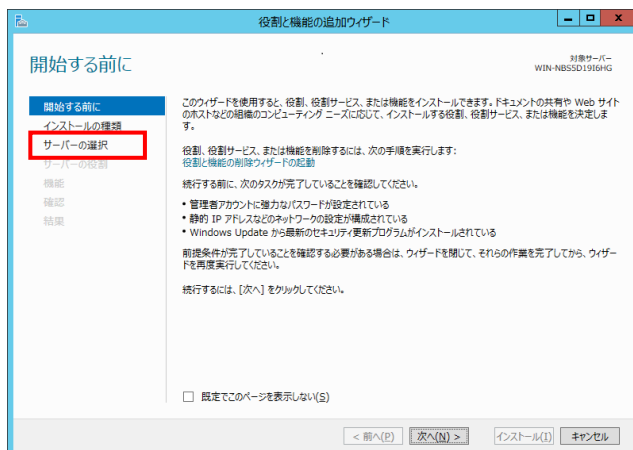 役割と機能の追加ウィザード
開始する前に
対象サーバー
WIN-NBS5D19I6HG
開始する前に
インストールの種類
サーバーの選択
サーバーの役割
機能
確認
結果
このウィザードを使用すると、役割、役割サービス、または機能をインストールできます。ドキュメントの共有や Web サイト
のホストなどの組織のコンピューティング ニーズに応じて、インストールする役割、役割サービス、または機能を決定しま
す。
役割、役割サービス、または機能を削除するには、次の手順を実行します:
役割と機能の削除ウィザードの起動
続行する前に、次のタスクが完了していることを確認してください。
• 管理者アカウントに強力なパスワードが設定されている
• 静的 IP アドレスなどのネットワークの設定が構成されている
• Windows Update から最新のセキュリティ更新プログラムがインストールされている
前提条件が完了していることを確認する必要がある場合は、ウィザードを閉じて、それらの作業を完了してから、ウィザー
ドを再度実行してください。
続行するには、[次へ] をクリックしてください。
既定でこのページを表示しない(S)
< 前へ(P) 次へ(N) > インストール(I) キャンセル